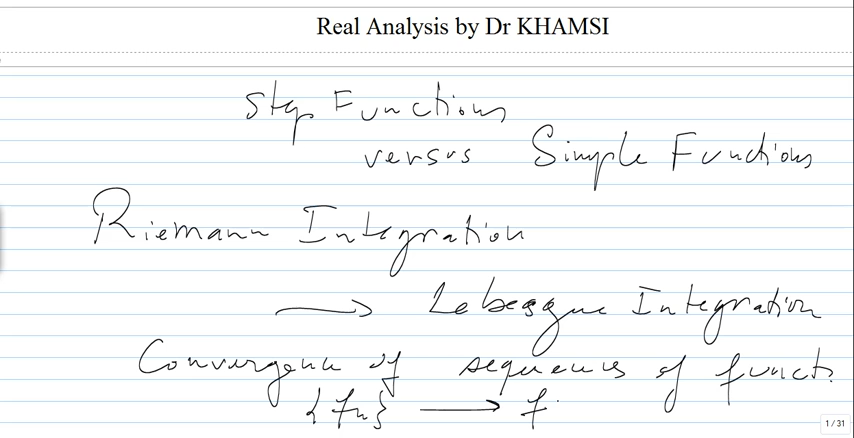 Real Analysis by Dr KHAMSI
Step Functions
versus Simple Functions
Riemann Integration
→ Lebesgue Integration
Convergence of sequences of funct.
{fn} → f.
1 / 31